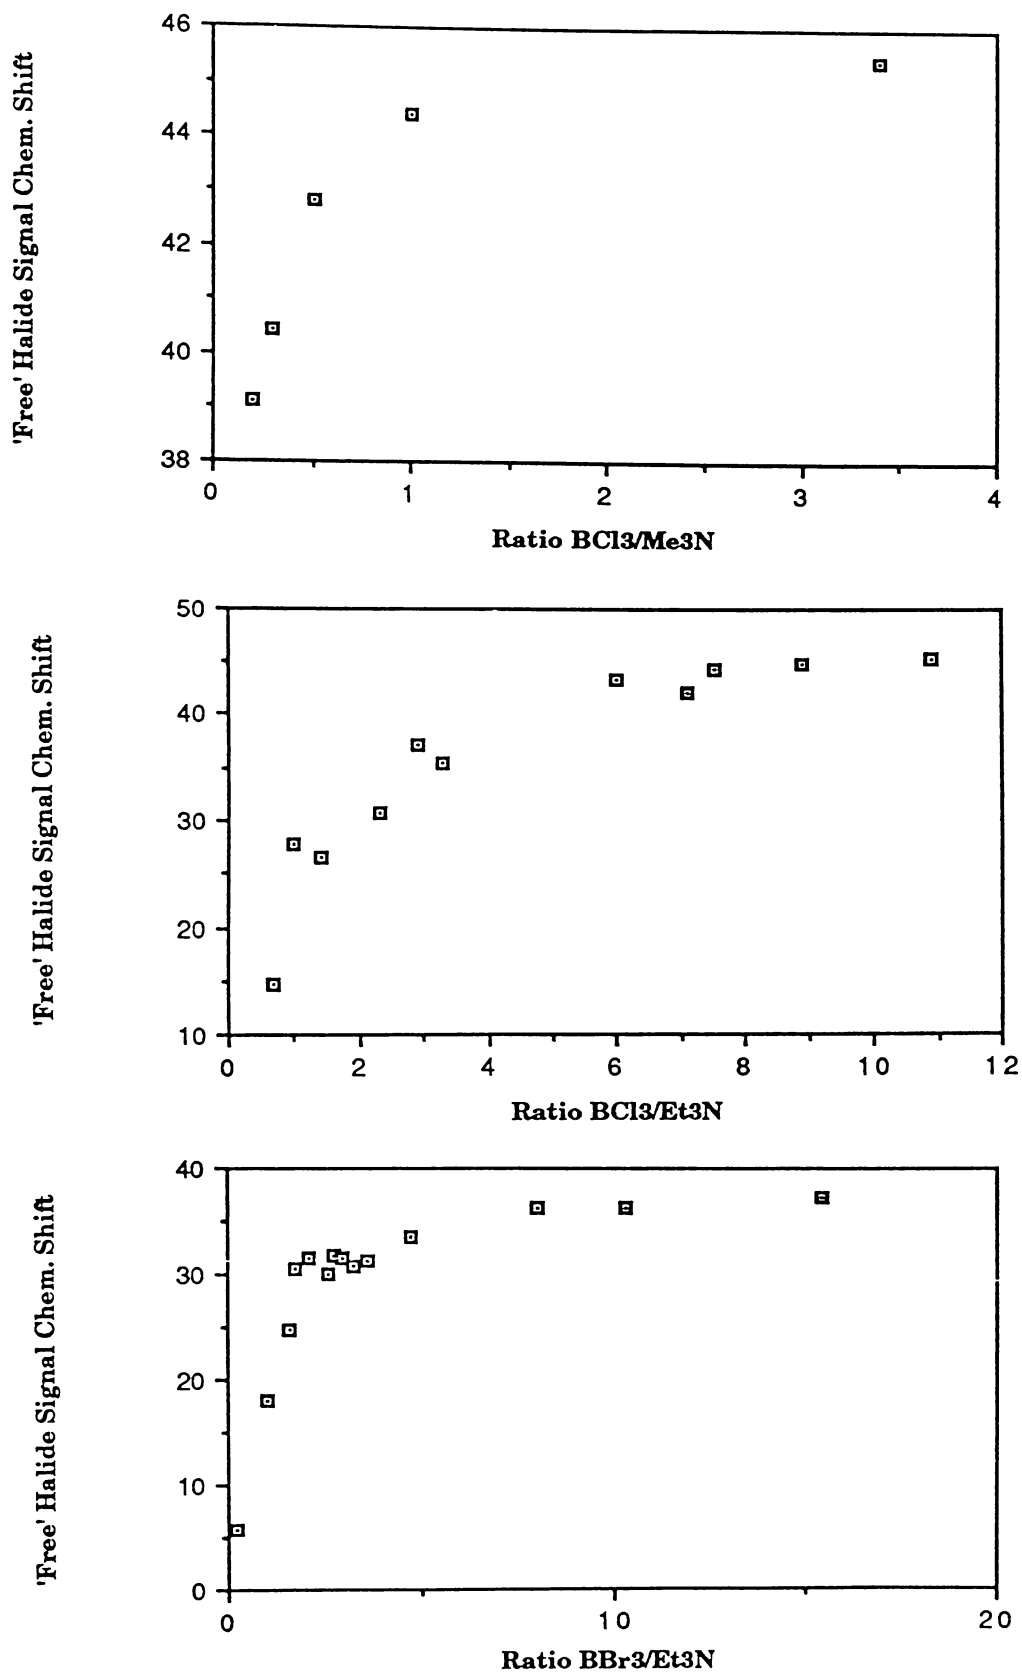 'Free' Halide Signal Chem. Shift
46
44
42
40
38
0 1 2 3 4
Ratio BCl3/Me3N
'Free' Halide Signal Chem. Shift
50
40
30
20
10
0 2 4 6 8 10 12
Ratio BCl3/Et3N
'Free' Halide Signal Chem. Shift
40
30
20
10
0
0 10 20
Ratio BBr3/Et3N